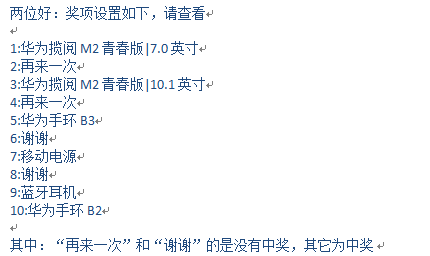 两位好：奖项设置如下，请查看
1:华为揽阅 M2 青春版|7.0 英寸
2:再来一次
3:华为揽阅 M2 青春版|10.1 英寸
4:再来一次
5:华为手环 B3
6:谢谢
7:移动电源
8:谢谢
9:蓝牙耳机
10:华为手环 B2
其中：“再来一次”和“谢谢”的是没有中奖，其它为中奖